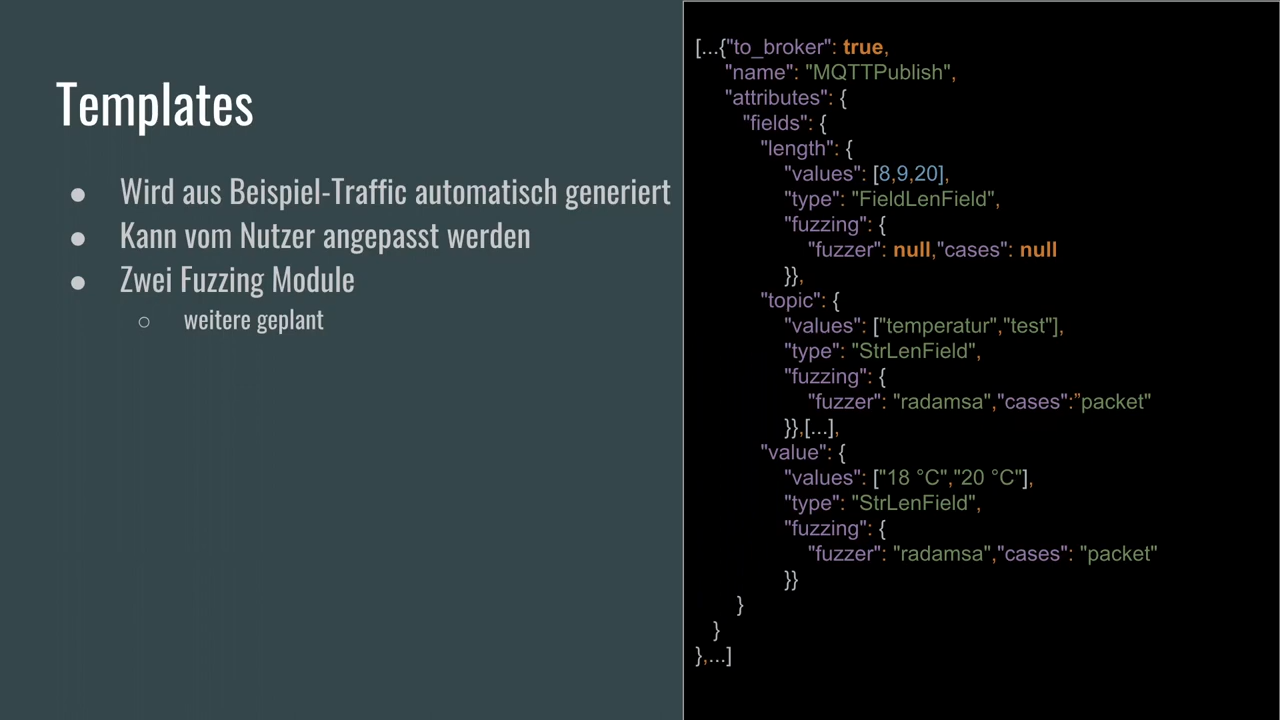 Templates
● Wird aus Beispiel-Traffic automatisch generiert
● Kann vom Nutzer angepasst werden
● Zwei Fuzzing Module
○ weitere geplant
[...{"to_broker": true,
"name": "MQTTPublish",
"attributes": {
"fields": {
"length": {
"values": [8,9,20],
"type": "FieldLenField",
"fuzzing": {
"fuzzer": null,"cases": null
}},
"topic": {
"values": ["temperatur","test"],
"type": "StrLenField",
"fuzzing": {
"fuzzer": "radamsa","cases":”packet"
}},[...],
"value": {
"values": ["18 °C","20 °C"],
"type": "StrLenField",
"fuzzing": {
"fuzzer": "radamsa","cases": "packet"
}}
}
}
},...]